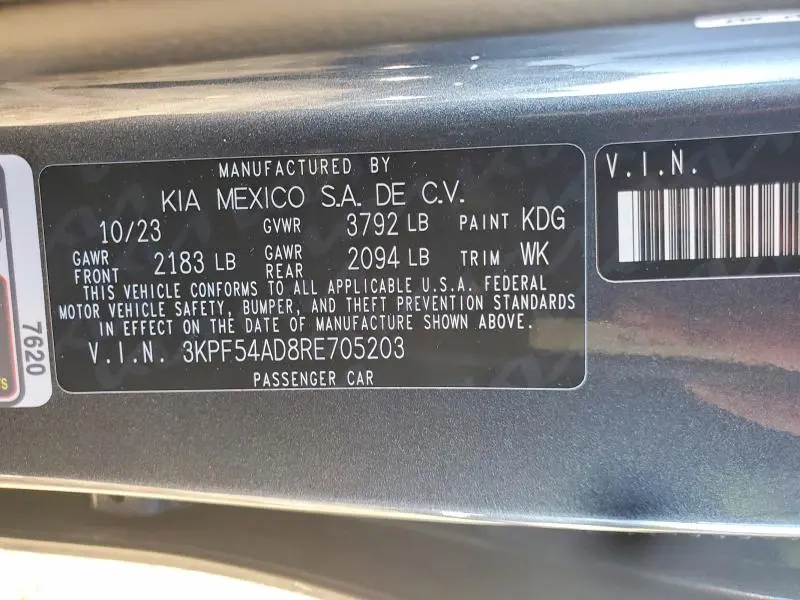 MANUFACTURED BY
KIA MEXICO S.A. DE C.V.
10/23 GVWR 3792 LB PAINT KDG
GAWR FRONT 2183 LB GAWR REAR 2094 LB TRIM WK
THIS VEHICLE CONFORMS TO ALL APPLICABLE U.S.A. FEDERAL
MOTOR VEHICLE SAFETY, BUMPER, AND THEFT PREVENTION STANDARDS
IN EFFECT ON THE DATE OF MANUFACTURE SHOWN ABOVE.
V.I.N. 3KPF54AD8RE705203
PASSENGER CAR
V.I.N.
7620